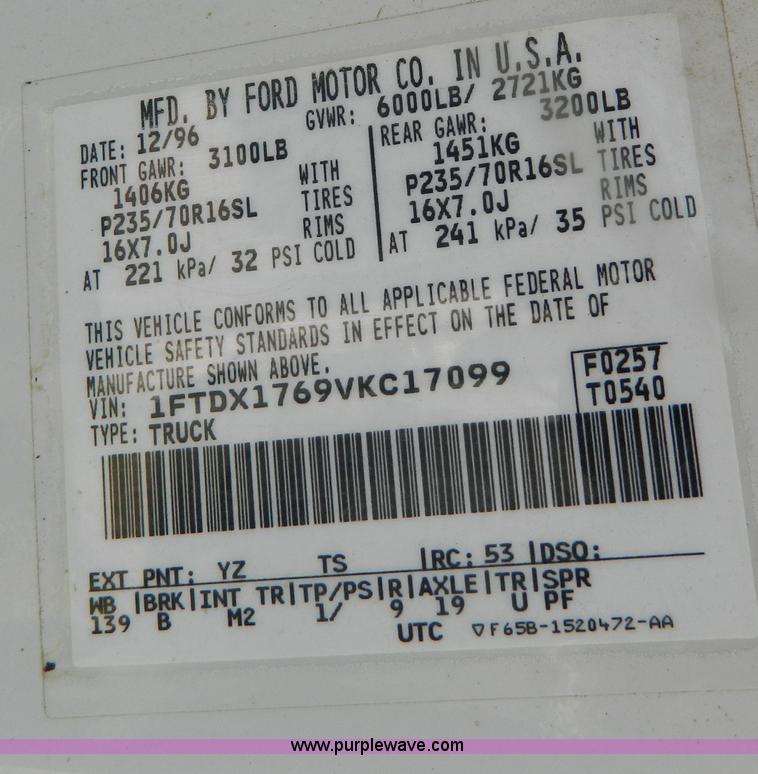 MFD. BY FORD MOTOR CO. IN U.S.A.
DATE: 12/96 GVWR: 6000LB/ 2721KG
FRONT GAWR: 3100LB
1406KG WITH
P235/70R16SL TIRES
16X7.0J RIMS
AT 221 kPa/ 32 PSI COLD
REAR GAWR: 3200LB
1451KG WITH
P235/70R16SL TIRES
16X7.0J RIMS
AT 241 kPa/ 35 PSI COLD
THIS VEHICLE CONFORMS TO ALL APPLICABLE FEDERAL MOTOR
VEHICLE SAFETY STANDARDS IN EFFECT ON THE DATE OF
MANUFACTURE SHOWN ABOVE.
VIN: 1FTDX1769VKC17099
F0257
T0540
TYPE: TRUCK
EXT PNT: YZ TS |RC: 53 |DSO:
WB |BRK|INT TR|TP/PS|R|AXLE|TR|SPR
139 B M2 1/ 9 19 U PF
UTC ▽F65B-1520472-AA
www.purplewave.com